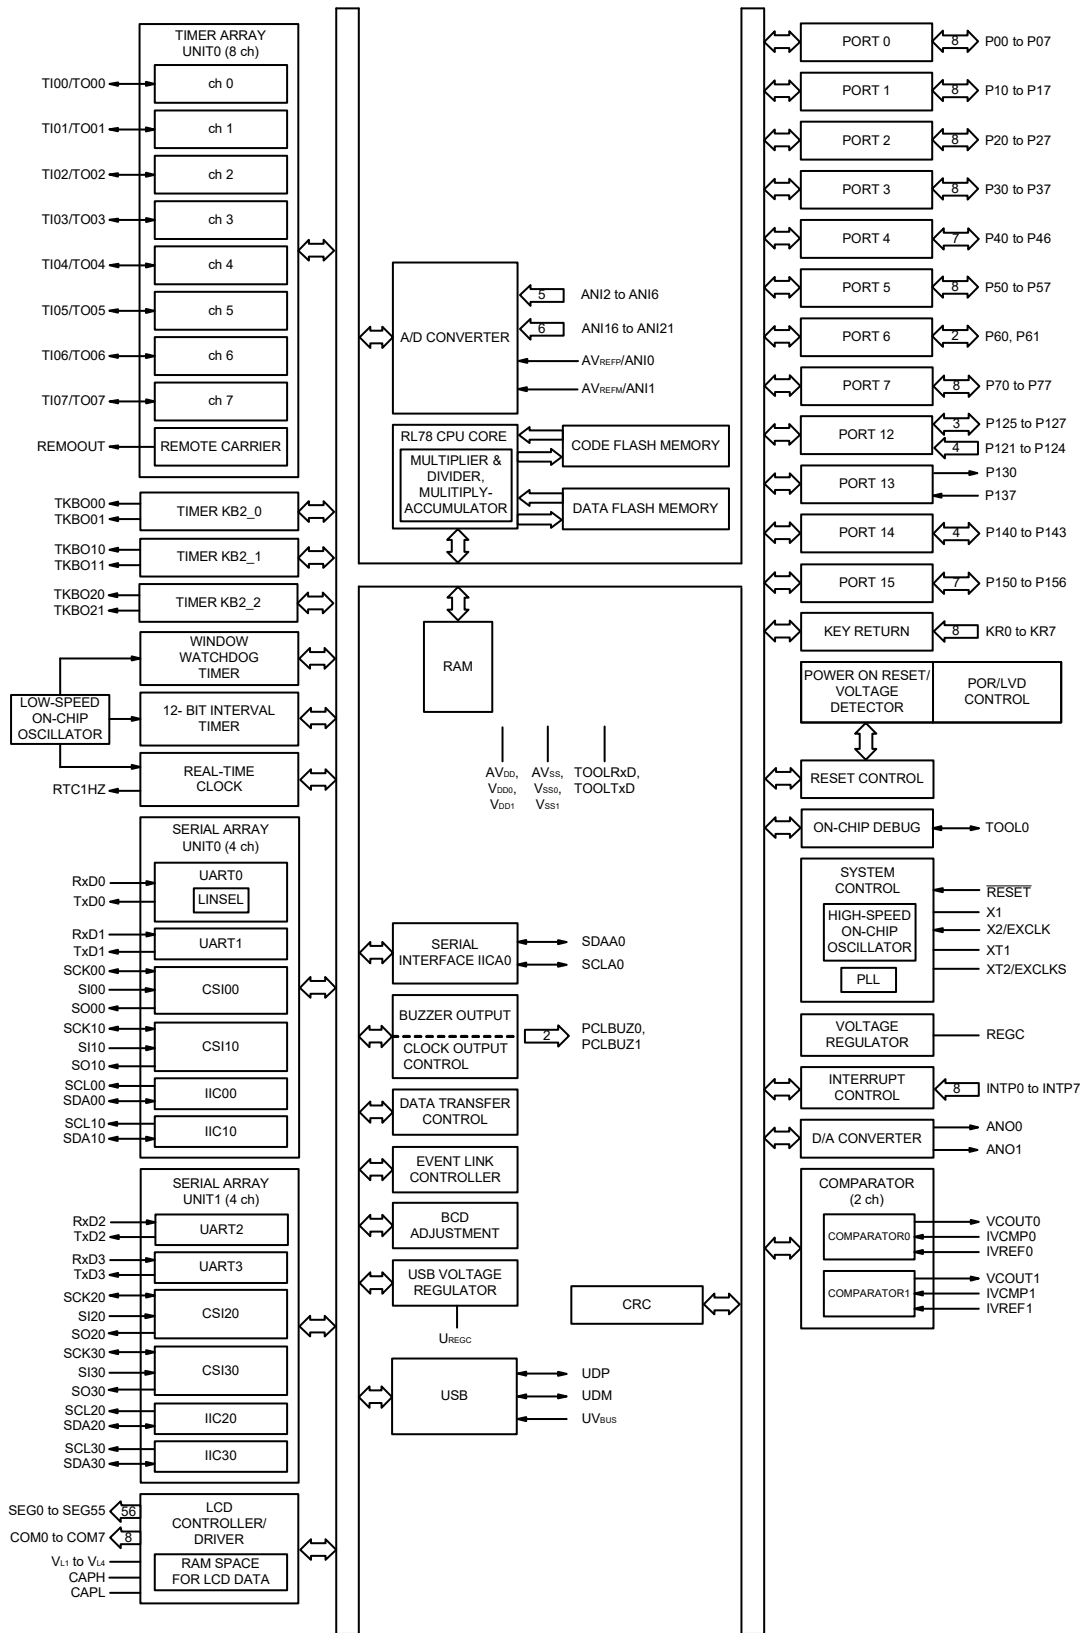 TIMER ARRAY
UNIT0 (8 ch)
TI00/TO00
ch 0
TI01/TO01
ch 1
TI02/TO02
ch 2
TI03/TO03
ch 3
TI04/TO04
ch 4
TI05/TO05
ch 5
TI06/TO06
ch 6
TI07/TO07
ch 7
REMOOUT
REMOTE CARRIER
TKBO00
TKBO01
TIMER KB2_0
TKBO10
TKBO11
TIMER KB2_1
TKBO20
TKBO21
TIMER KB2_2
WINDOW
WATCHDOG
TIMER
LOW-SPEED
ON-CHIP
OSCILLATOR
12- BIT INTERVAL
TIMER
REAL-TIME
CLOCK
RTC1HZ
SERIAL ARRAY
UNIT0 (4 ch)
RxD0
TxD0
UART0
LINSEL
RxD1
TxD1
UART1
SCK00
SI00
SO00
CSI00
SCK10
SI10
SO10
CSI10
SCL00
SDA00
IIC00
SCL10
SDA10
IIC10
SERIAL ARRAY
UNIT1 (4 ch)
RxD2
TxD2
UART2
RxD3
TxD3
UART3
SCK20
SI20
SO20
CSI20
SCK30
SI30
SO30
CSI30
SCL20
SDA20
IIC20
SCL30
SDA30
IIC30
SEG0 to SEG55
56
COM0 to COM7
8
VL1 to VL4
CAPH
CAPL
LCD
CONTROLLER/
DRIVER
RAM SPACE
FOR LCD DATA
A/D CONVERTER
5
ANI2 to ANI6
6
ANI16 to ANI21
AVREFP/ANI0
AVREFM/ANI1
RL78 CPU CORE
MULTIPLIER &
DIVIDER,
MULITIPLY-
ACCUMULATOR
CODE FLASH MEMORY
DATA FLASH MEMORY
RAM
AVDD,
VDD0,
VDD1
AVSS,
VSS0,
VSS1
TOOLRxD,
TOOLTxD
SERIAL
INTERFACE IICA0
SDAA0
SCLA0
BUZZER OUTPUT
CLOCK OUTPUT
CONTROL
2
PCLBUZ0,
PCLBUZ1
DATA TRANSFER
CONTROL
EVENT LINK
CONTROLLER
BCD
ADJUSTMENT
USB VOLTAGE
REGULATOR
UREGC
CRC
USB
UDP
UDM
UVBUS
PORT 0
8
P00 to P07
PORT 1
8
P10 to P17
PORT 2
8
P20 to P27
PORT 3
8
P30 to P37
PORT 4
7
P40 to P46
PORT 5
8
P50 to P57
PORT 6
2
P60, P61
PORT 7
8
P70 to P77
PORT 12
3
P125 to P127
4
P121 to P124
PORT 13
P130
P137
PORT 14
4
P140 to P143
PORT 15
7
P150 to P156
KEY RETURN
8
KR0 to KR7
POWER ON RESET/
VOLTAGE
DETECTOR
POR/LVD
CONTROL
RESET CONTROL
ON-CHIP DEBUG
TOOL0
SYSTEM
CONTROL
HIGH-SPEED
ON-CHIP
OSCILLATOR
PLL
RESET
X1
X2/EXCLK
XT1
XT2/EXCLKS
VOLTAGE
REGULATOR
REGC
INTERRUPT
CONTROL
8
INTP0 to INTP7
D/A CONVERTER
ANO0
ANO1
COMPARATOR
(2 ch)
COMPARATOR0
VCOUT0
IVCMP0
IVREF0
COMPARATOR1
VCOUT1
IVCMP1
IVREF1